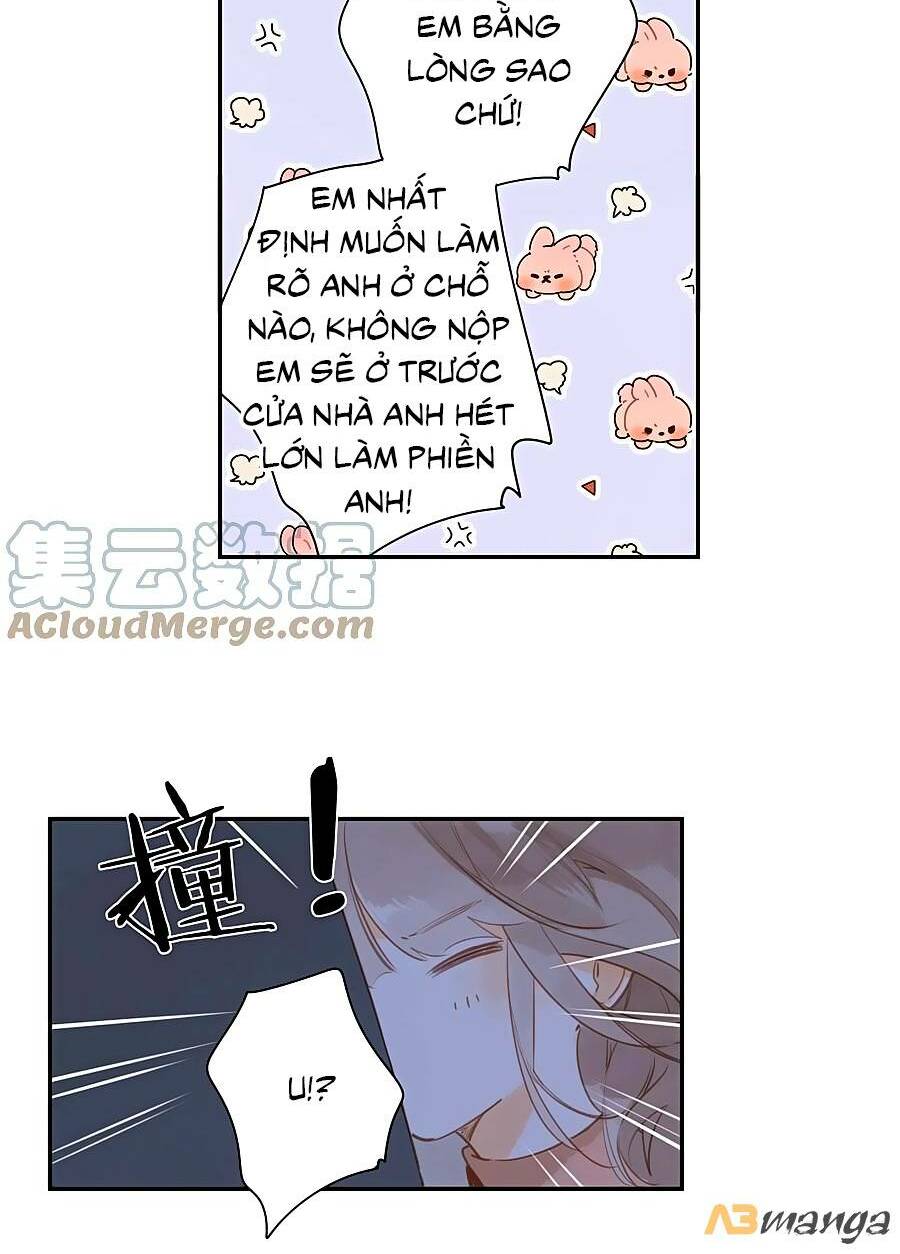 EM BẰNG
LÒNG SAO
CHỨ!
EM NHẤT
ĐỊNH MUỐN LÀM
RÕ ANH Ở CHỖ
NÀO, KHÔNG NỘP
EM SẼ Ở TRƯỚC
CỬA NHÀ ANH HÉT
LỚN LÀM PHIỀN
ANH!
集云数据
ACloudMerge.com
撞!
U!?
A3manga